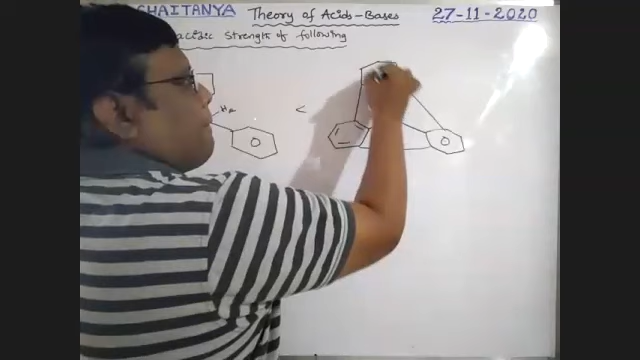 CHAITANYA Theory of Acids-Bases 27-11-2020
acidic strength of following
<